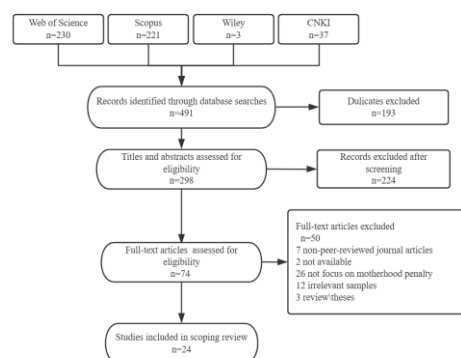 Web of Science
n=230
Scopus
n=221
Wiley
n=3
CNKI
n=37
Records identified through database searches
n=491
Dulicates excluded
n=193
Titles and abstracts assessed for
eligibility
n=298
Records excluded after
screening
n=224
Full-text articles assessed for
eligibility
n=74
Full-text articles excluded
n=50
7 non-peer-reviewed journal articles
2 not available
26 not focus on motherhood penalty
12 irrelevant samples
3 review\theses
Studies included in scoping review
n=24